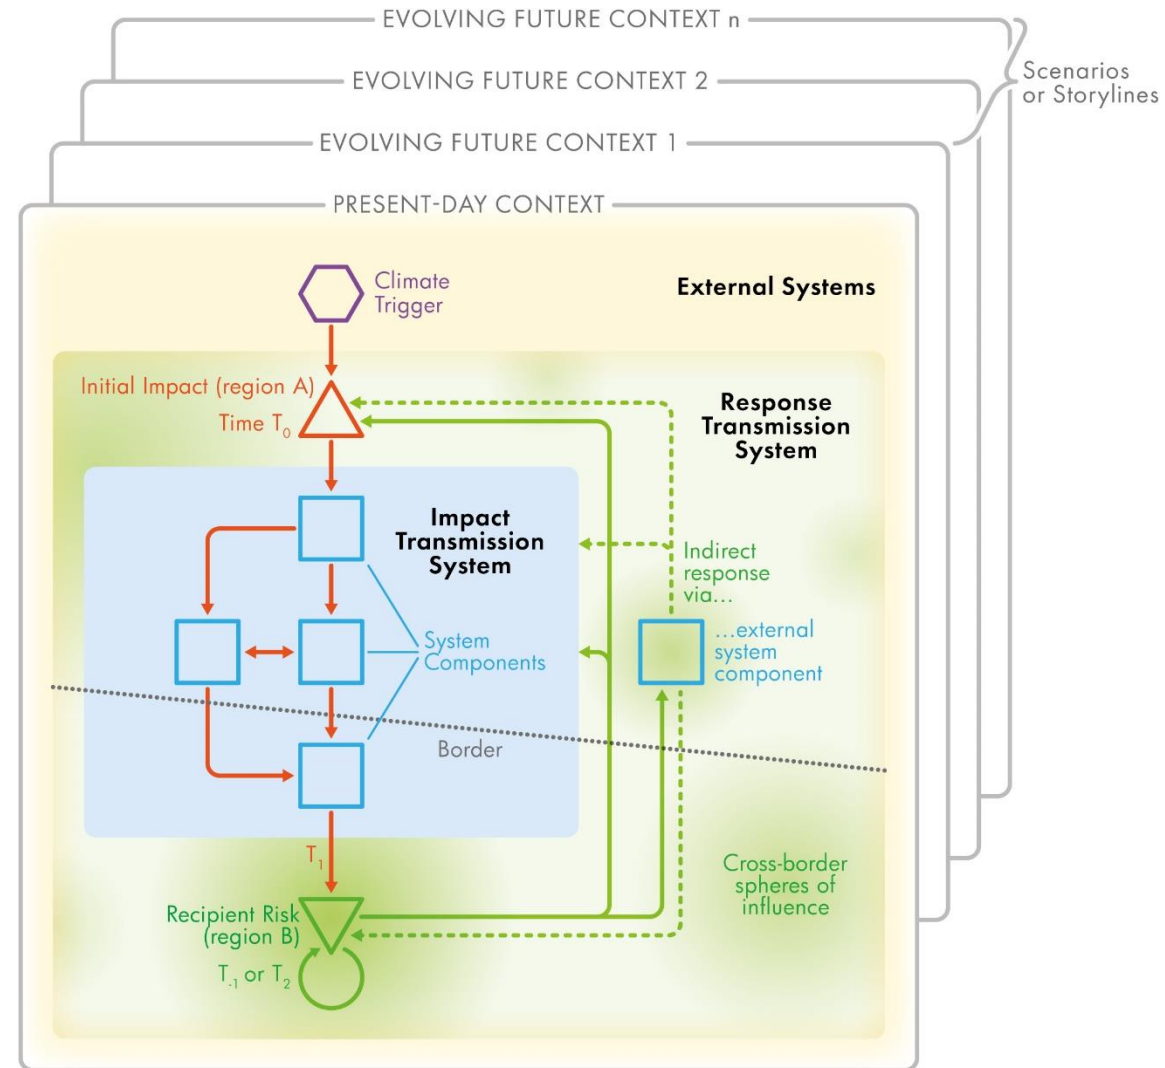 EVOLVING FUTURE CONTEXT n
Scenarios
or Storylines
EVOLVING FUTURE CONTEXT 2
EVOLVING FUTURE CONTEXT 1
PRESENT-DAY CONTEXT
Climate
Trigger
External Systems
Initial Impact (region A)
Time T₀
Response
Transmission
System
Impact
Transmission
System
Indirect
response
via...
...external
system
component
System
Components
Border
T₁
Cross-border
spheres of
influence
Recipient Risk
(region B)
T₋₁ or T₂